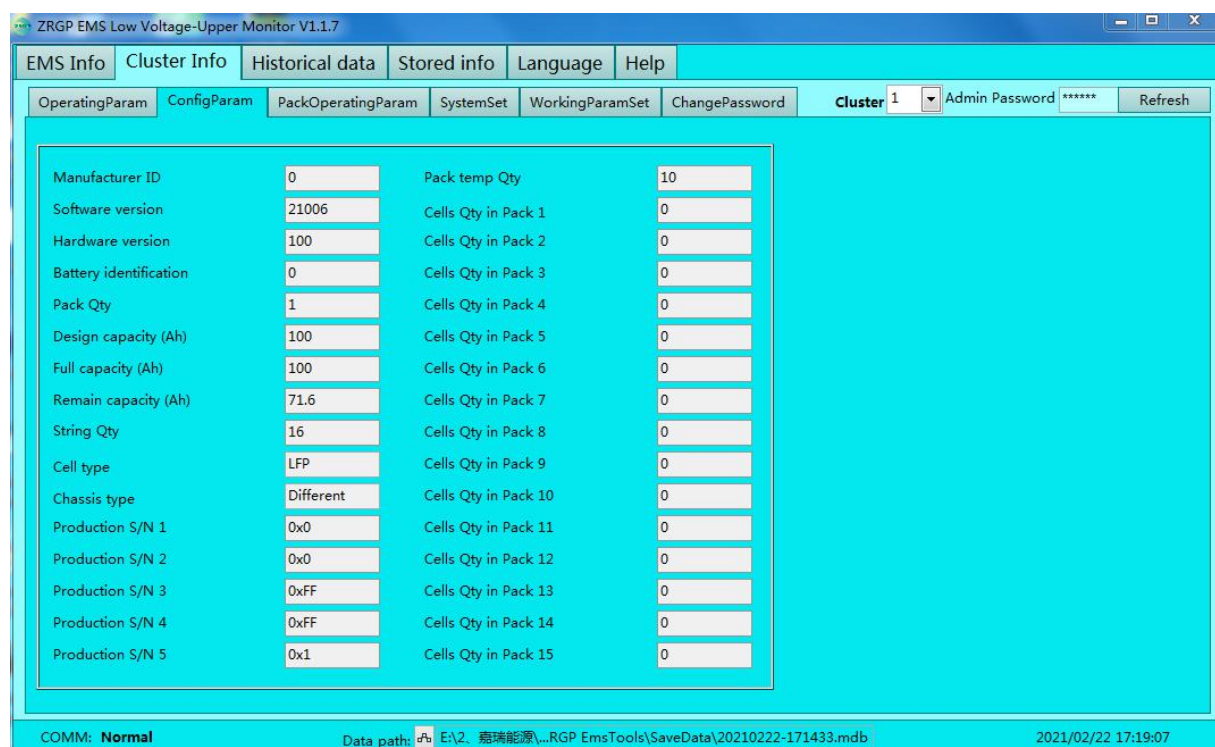 ZRGP EMS Low Voltage-Upper Monitor V1.1.7
EMS Info Cluster Info Historical data Stored info Language Help
OperatingParam ConfigParam PackOperatingParam SystemSet WorkingParamSet ChangePassword Cluster 1 Admin Password ****** Refresh
Manufacturer ID 0 Pack temp Qty 10
Software version 21006 Cells Qty in Pack 1 0
Hardware version 100 Cells Qty in Pack 2 0
Battery identification 0 Cells Qty in Pack 3 0
Pack Qty 1 Cells Qty in Pack 4 0
Design capacity (Ah) 100 Cells Qty in Pack 5 0
Full capacity (Ah) 100 Cells Qty in Pack 6 0
Remain capacity (Ah) 71.6 Cells Qty in Pack 7 0
String Qty 16 Cells Qty in Pack 8 0
Cell type LFP Cells Qty in Pack 9 0
Chassis type Different Cells Qty in Pack 10 0
Production S/N 1 0x0 Cells Qty in Pack 11 0
Production S/N 2 0x0 Cells Qty in Pack 12 0
Production S/N 3 0xFF Cells Qty in Pack 13 0
Production S/N 4 0xFF Cells Qty in Pack 14 0
Production S/N 5 0x1 Cells Qty in Pack 15 0
COMM: Normal Data path: E:\2、嘉瑞能源\...RGP EmsTools\SaveData\20210222-171433.mdb 2021/02/22 17:19:07